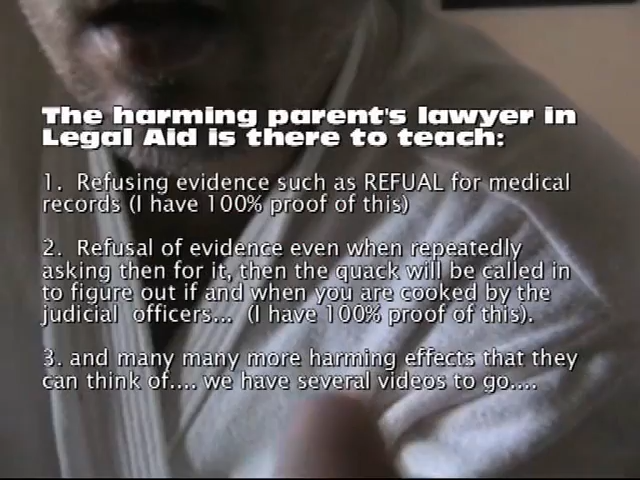 The harming parent's lawyer in
Legal Aid is there to teach:
1. Refusing evidence such as REFUAL for medical
records (I have 100% proof of this)
2. Refusal of evidence even when repeatedly
asking then for it, then the quack will be called in
to figure out if and when you are cooked by the
judicial officers... (I have 100% proof of this).
3. and many many more harming effects that they
can think of.... we have several videos to go....